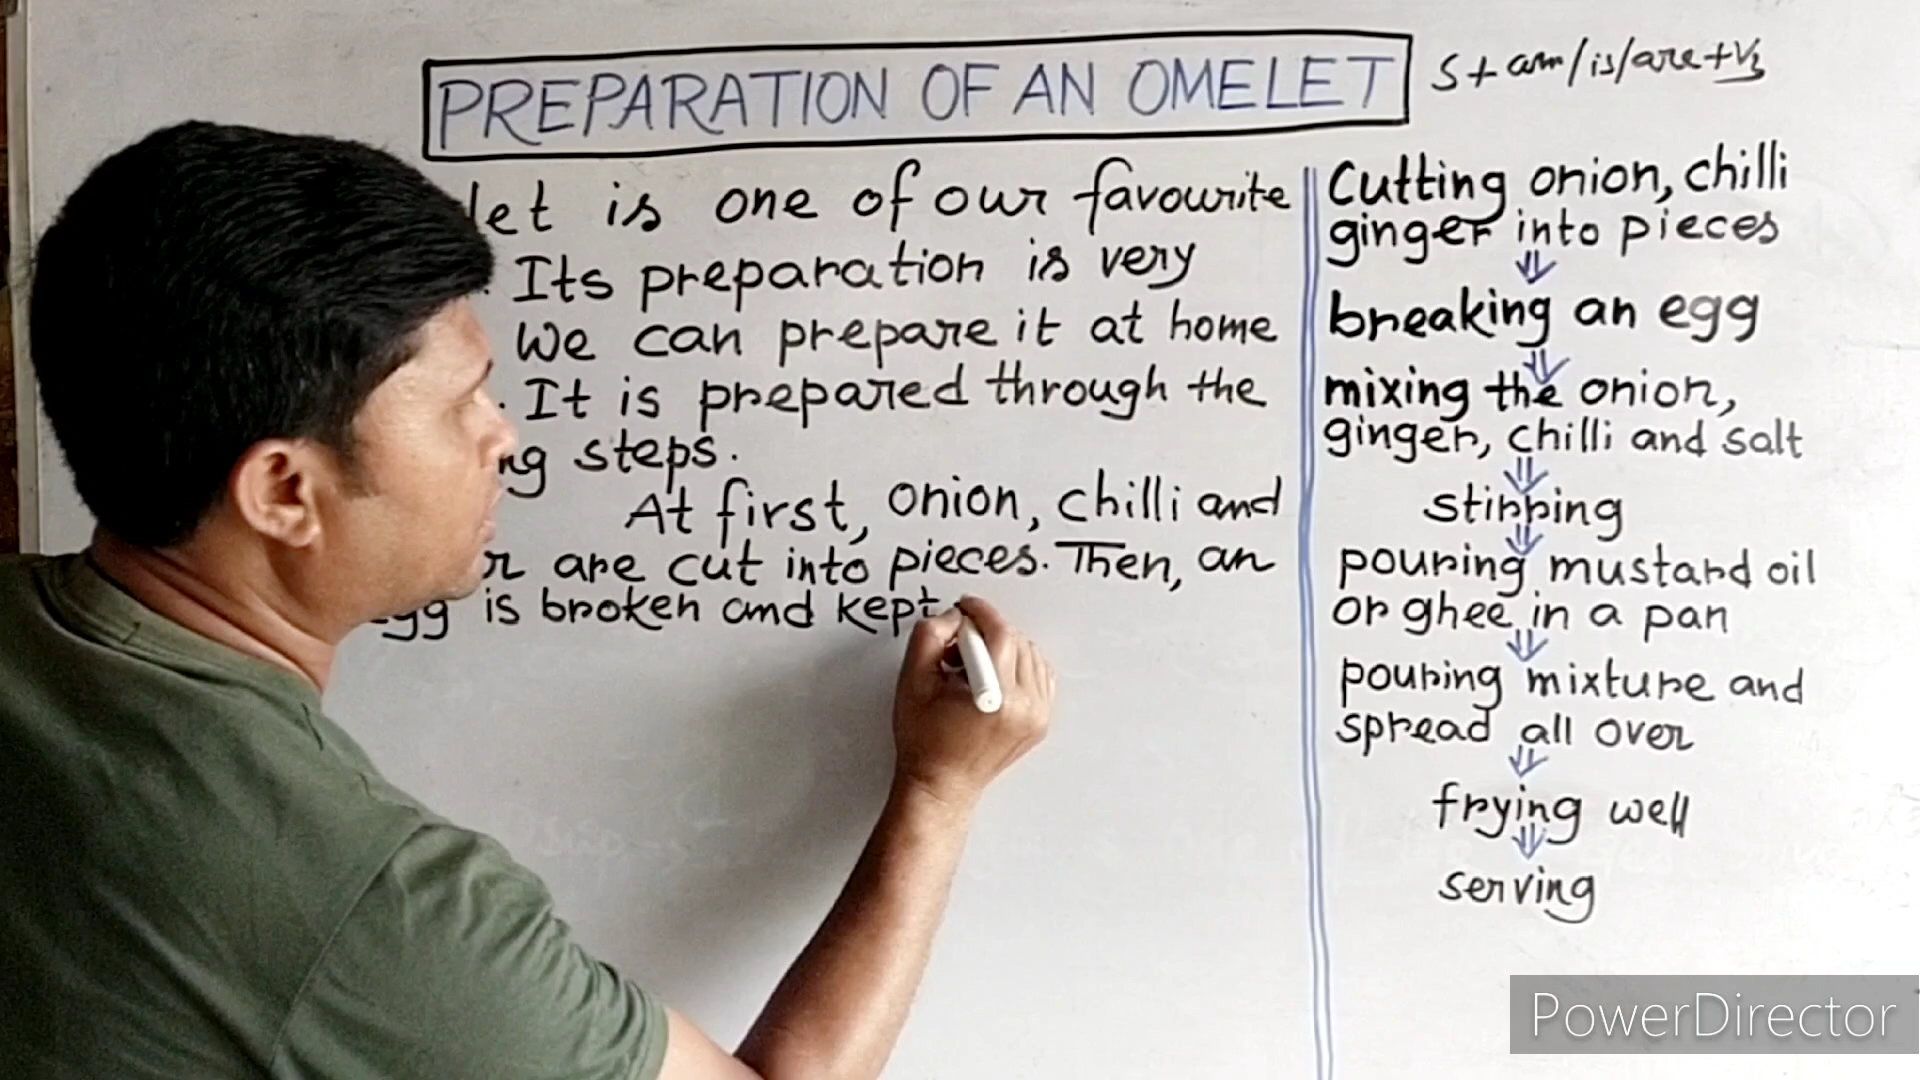 PREPARATION OF AN OMELET
S + am/is/are + V3
let is one of our favourite
Its preparation is very
We can prepare it at home
. It is prepared through the
ng steps.
At first, onion, chilli and
r are cut into pieces. Then, an
egg is broken and kept
Cutting onion, chilli
ginger into pieces
breaking an egg
mixing the onion,
ginger, chilli and salt
stirring
pouring mustard oil
or ghee in a pan
pouring mixture and
spread all over
frying well
serving
PowerDirector